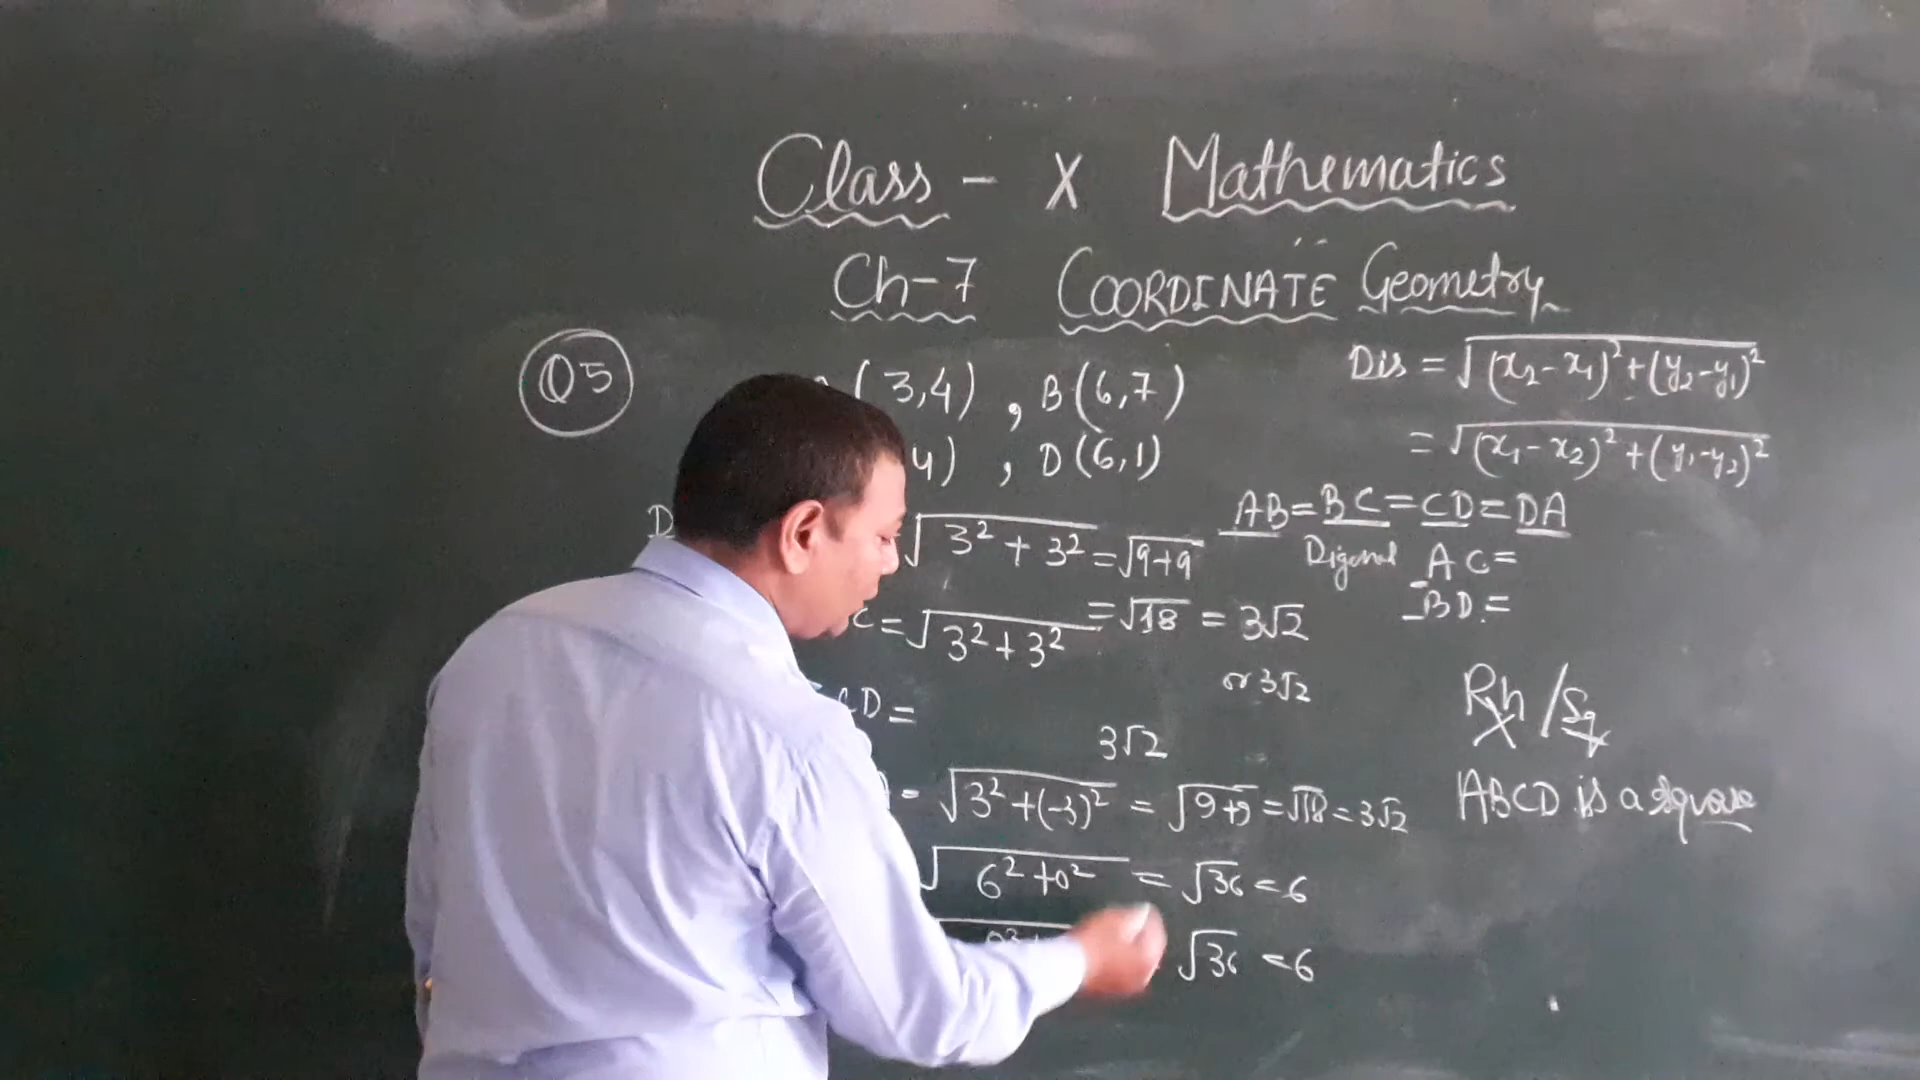 Class - X Mathematics
Ch-7 COORDINATE Geometry
Q5
(3,4) , B(6,7)
4) , D(6,1)
Dis = √(x₂-x₁)²+(y₂-y₁)²
= √(x₁-x₂)²+(y₁-y₂)²
AB=BC=CD=DA
Digonal AC=
BD=
D
√3²+3² = √9+9
= √18 = 3√2
C = √3²+3²
or 3√2
CD =
3√2
= √3²+(-3)² = √9+9 = √18 = 3√2
√6²+0² = √36 = 6
√36 = 6
Rh / Sq
ABCD is a square